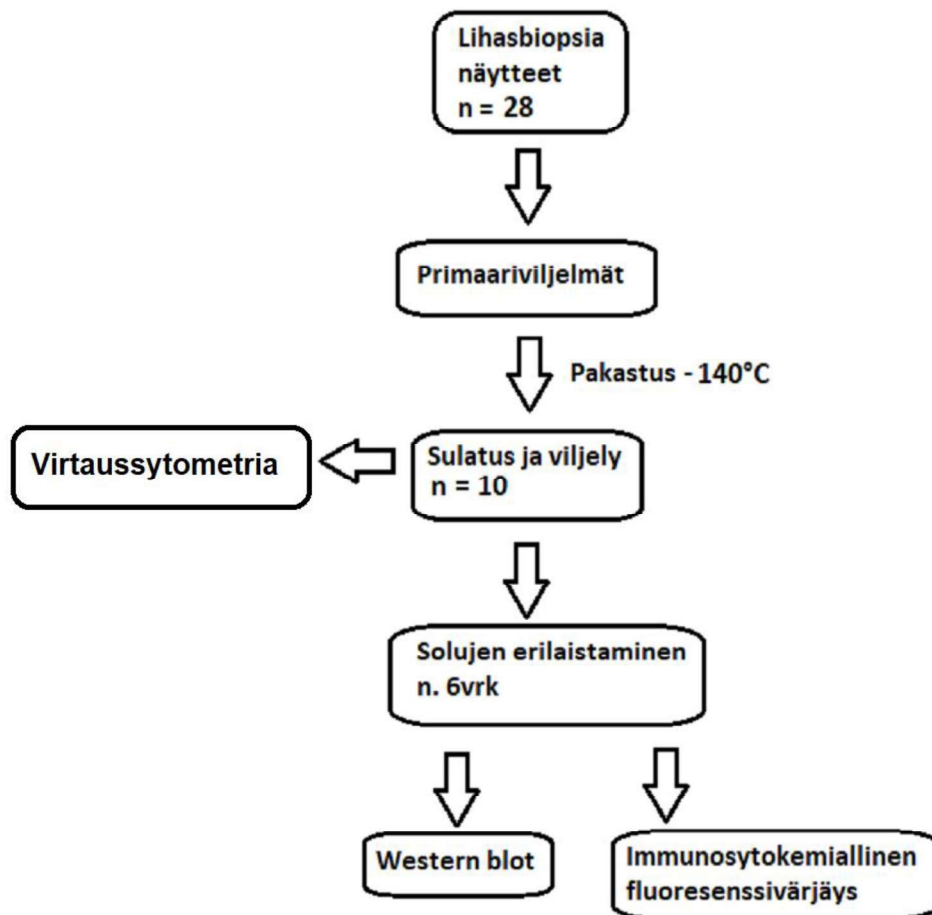 Lihasbiopsia
näytteet
n = 28
Primaariviljelmät
Pakastus - 140°C
Virtaussytometria
Sulatus ja viljely
n = 10
Solujen erilaistaminen
n. 6vrk
Western blot
Immunosytokemiallinen
fluoresenssivärjäys